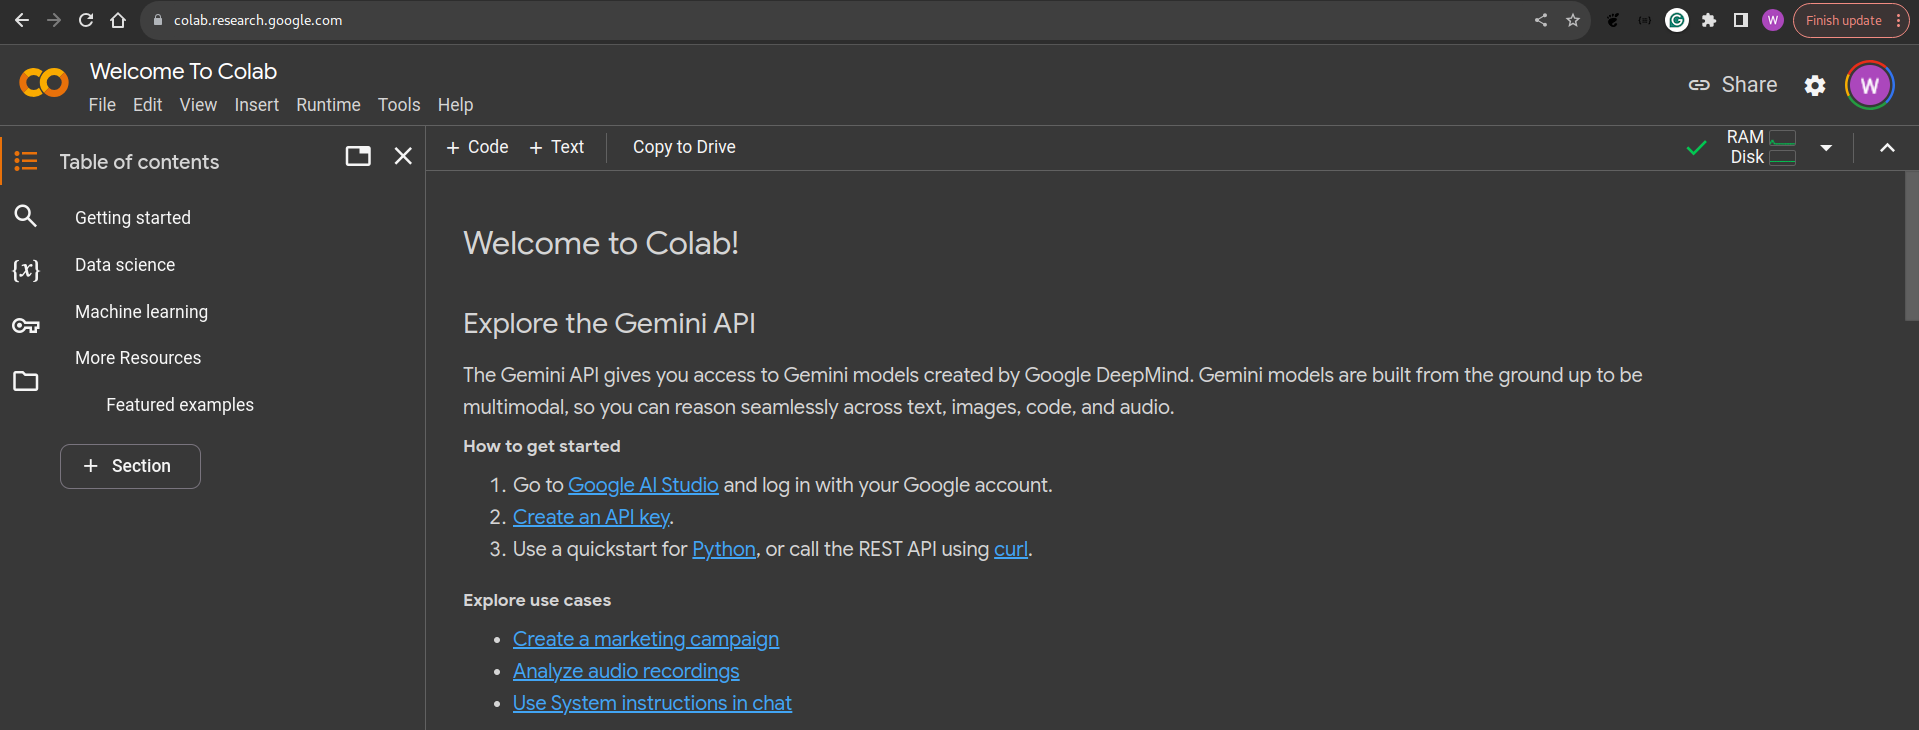 colab.research.google.com
W
Finish update
Welcome To Colab
File Edit View Insert Runtime Tools Help
Share
W
Table of contents
+ Code + Text Copy to Drive
RAM
Disk
Getting started
{x} Data science
Machine learning
More Resources
Featured examples
+ Section
Welcome to Colab!
Explore the Gemini API
The Gemini API gives you access to Gemini models created by Google DeepMind. Gemini models are built from the ground up to be
multimodal, so you can reason seamlessly across text, images, code, and audio.
How to get started
1. Go to Google AI Studio and log in with your Google account.
2. Create an API key.
3. Use a quickstart for Python, or call the REST API using curl.
Explore use cases
• Create a marketing campaign
• Analyze audio recordings
• Use System instructions in chat